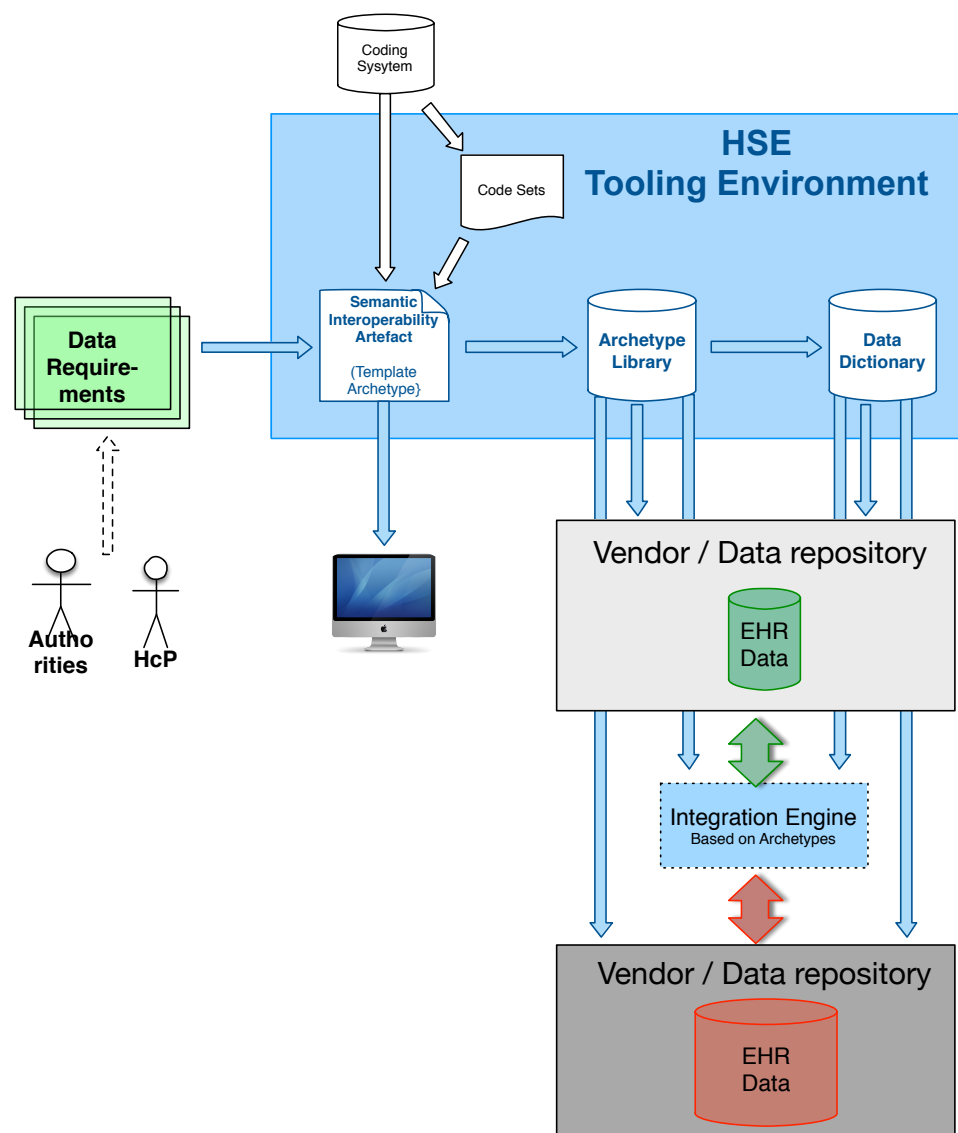 Coding
Sysytem
HSE
Tooling Environment
Code Sets
Semantic
Interoperability
Artefact
(Template
Archetype}
Archetype
Library
Data
Dictionary
Data
Require-
ments
Autho
rities
HcP
Vendor / Data repository
EHR
Data
Integration Engine
Based on Archetypes
Vendor / Data repository
EHR
Data